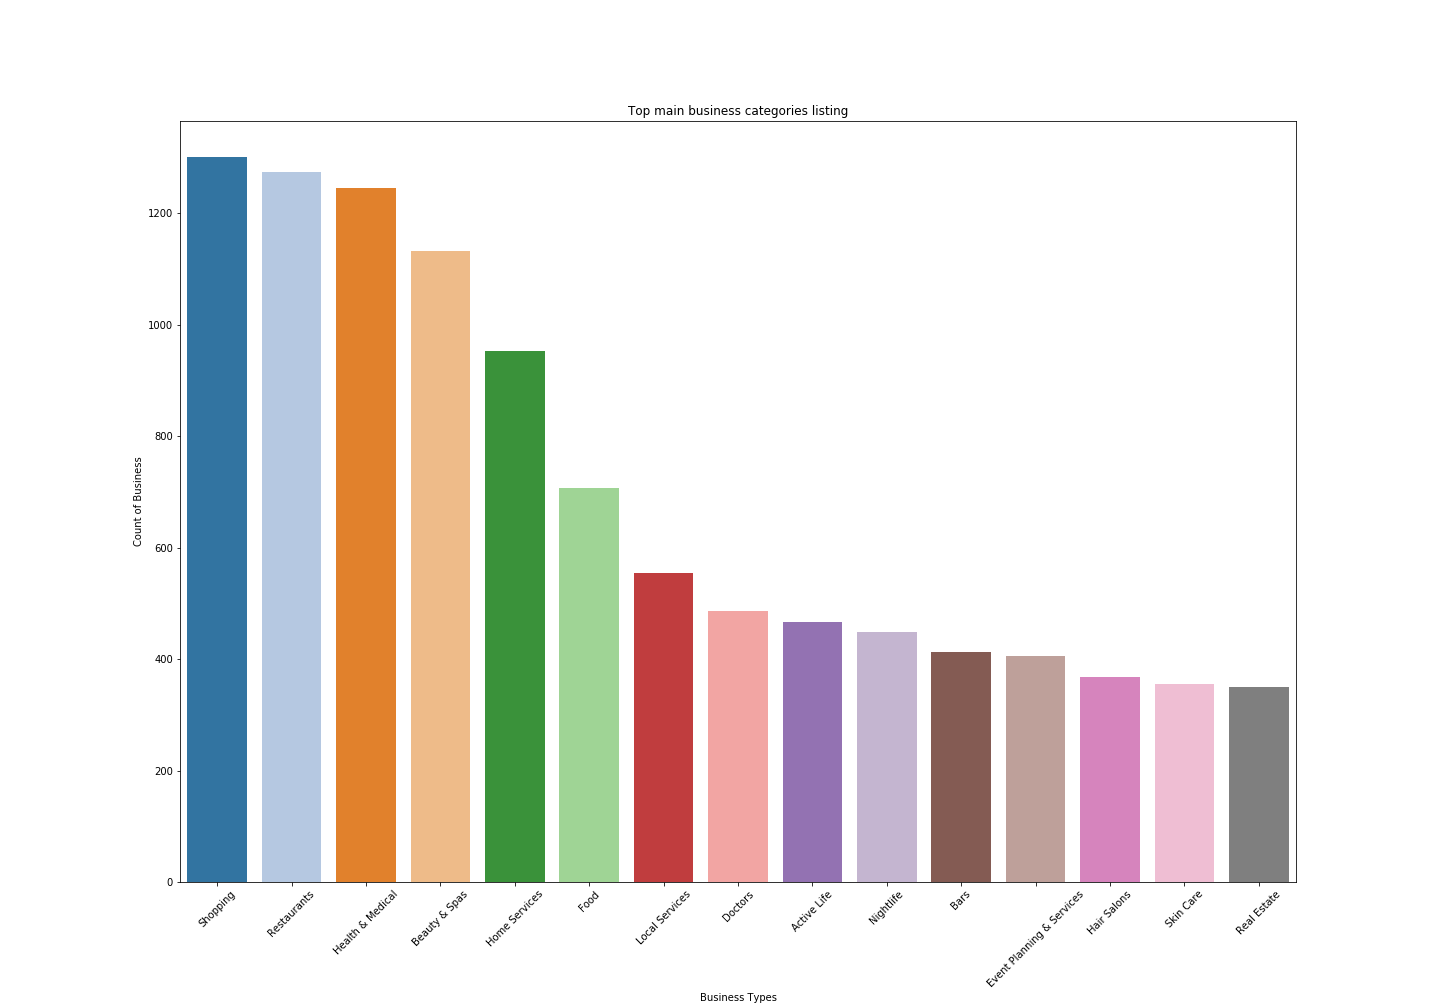 Top main business categories listing
Count of Business
1200
1000
800
600
400
200
0
Shopping
Restaurants
Health & Medical
Beauty & Spas
Home Services
Food
Local Services
Doctors
Active Life
Nightlife
Bars
Event Planning & Services
Hair Salons
Skin Care
Real Estate
Business Types